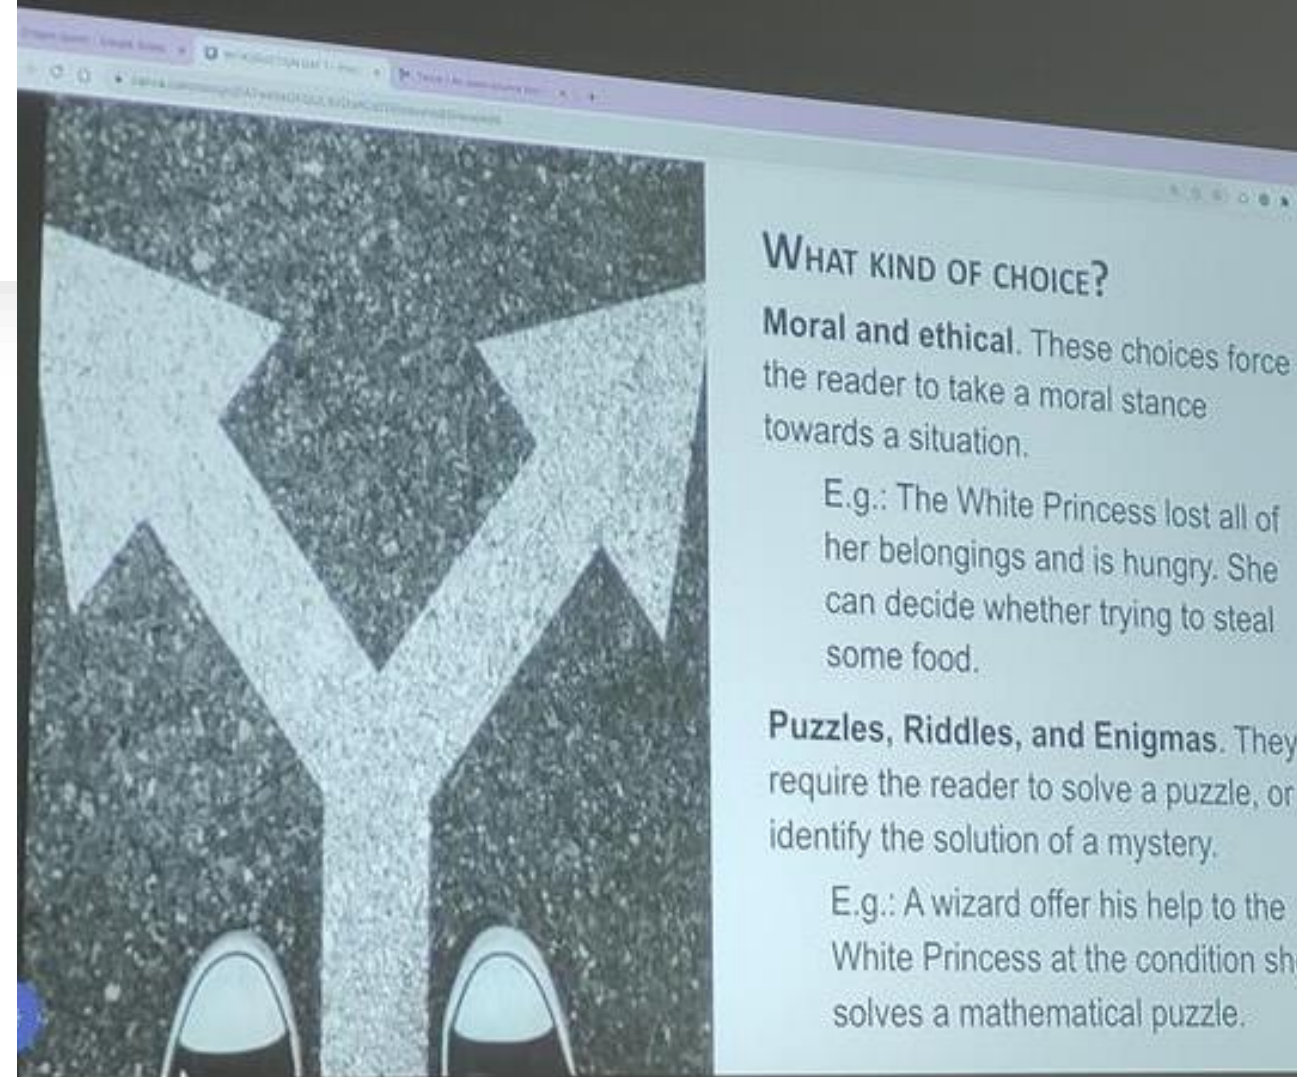 WHAT KIND OF CHOICE?
Moral and ethical. These choices force
the reader to take a moral stance
towards a situation.
E.g.: The White Princess lost all of
her belongings and is hungry. She
can decide whether trying to steal
some food.
Puzzles, Riddles, and Enigmas. They
require the reader to solve a puzzle, or
identify the solution of a mystery.
E.g.: A wizard offer his help to the
White Princess at the condition sh
solves a mathematical puzzle.